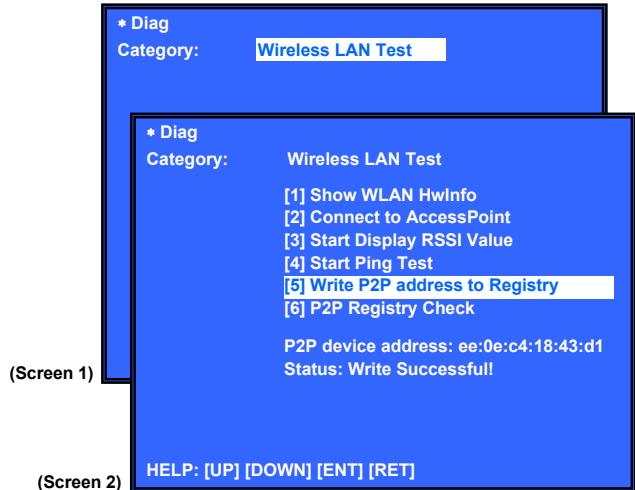 * Diag
Category: Wireless LAN Test
* Diag
Category: Wireless LAN Test
[1] Show WLAN HwInfo
[2] Connect to AccessPoint
[3] Start Display RSSI Value
[4] Start Ping Test
[5] Write P2P address to Registry
[6] P2P Registry Check
P2P device address: ee:0e:c4:18:43:d1
Status: Write Successful!
(Screen 1)
HELP: [UP] [DOWN] [ENT] [RET]
(Screen 2)